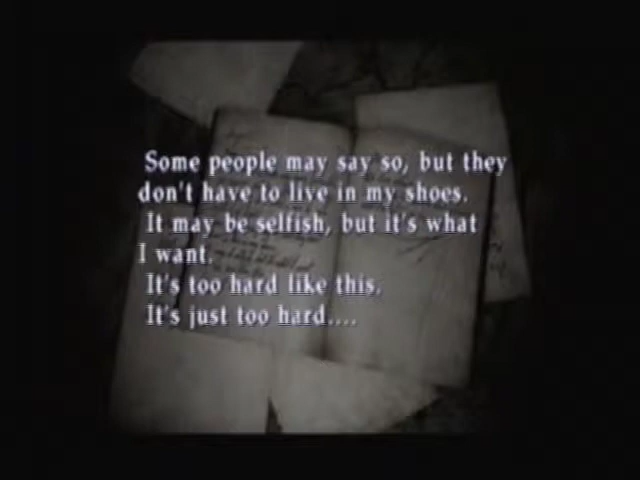 Some people may say so, but they
don't have to live in my shoes.
It may be selfish, but it's what
I want.
It's too hard like this.
It's just too hard....